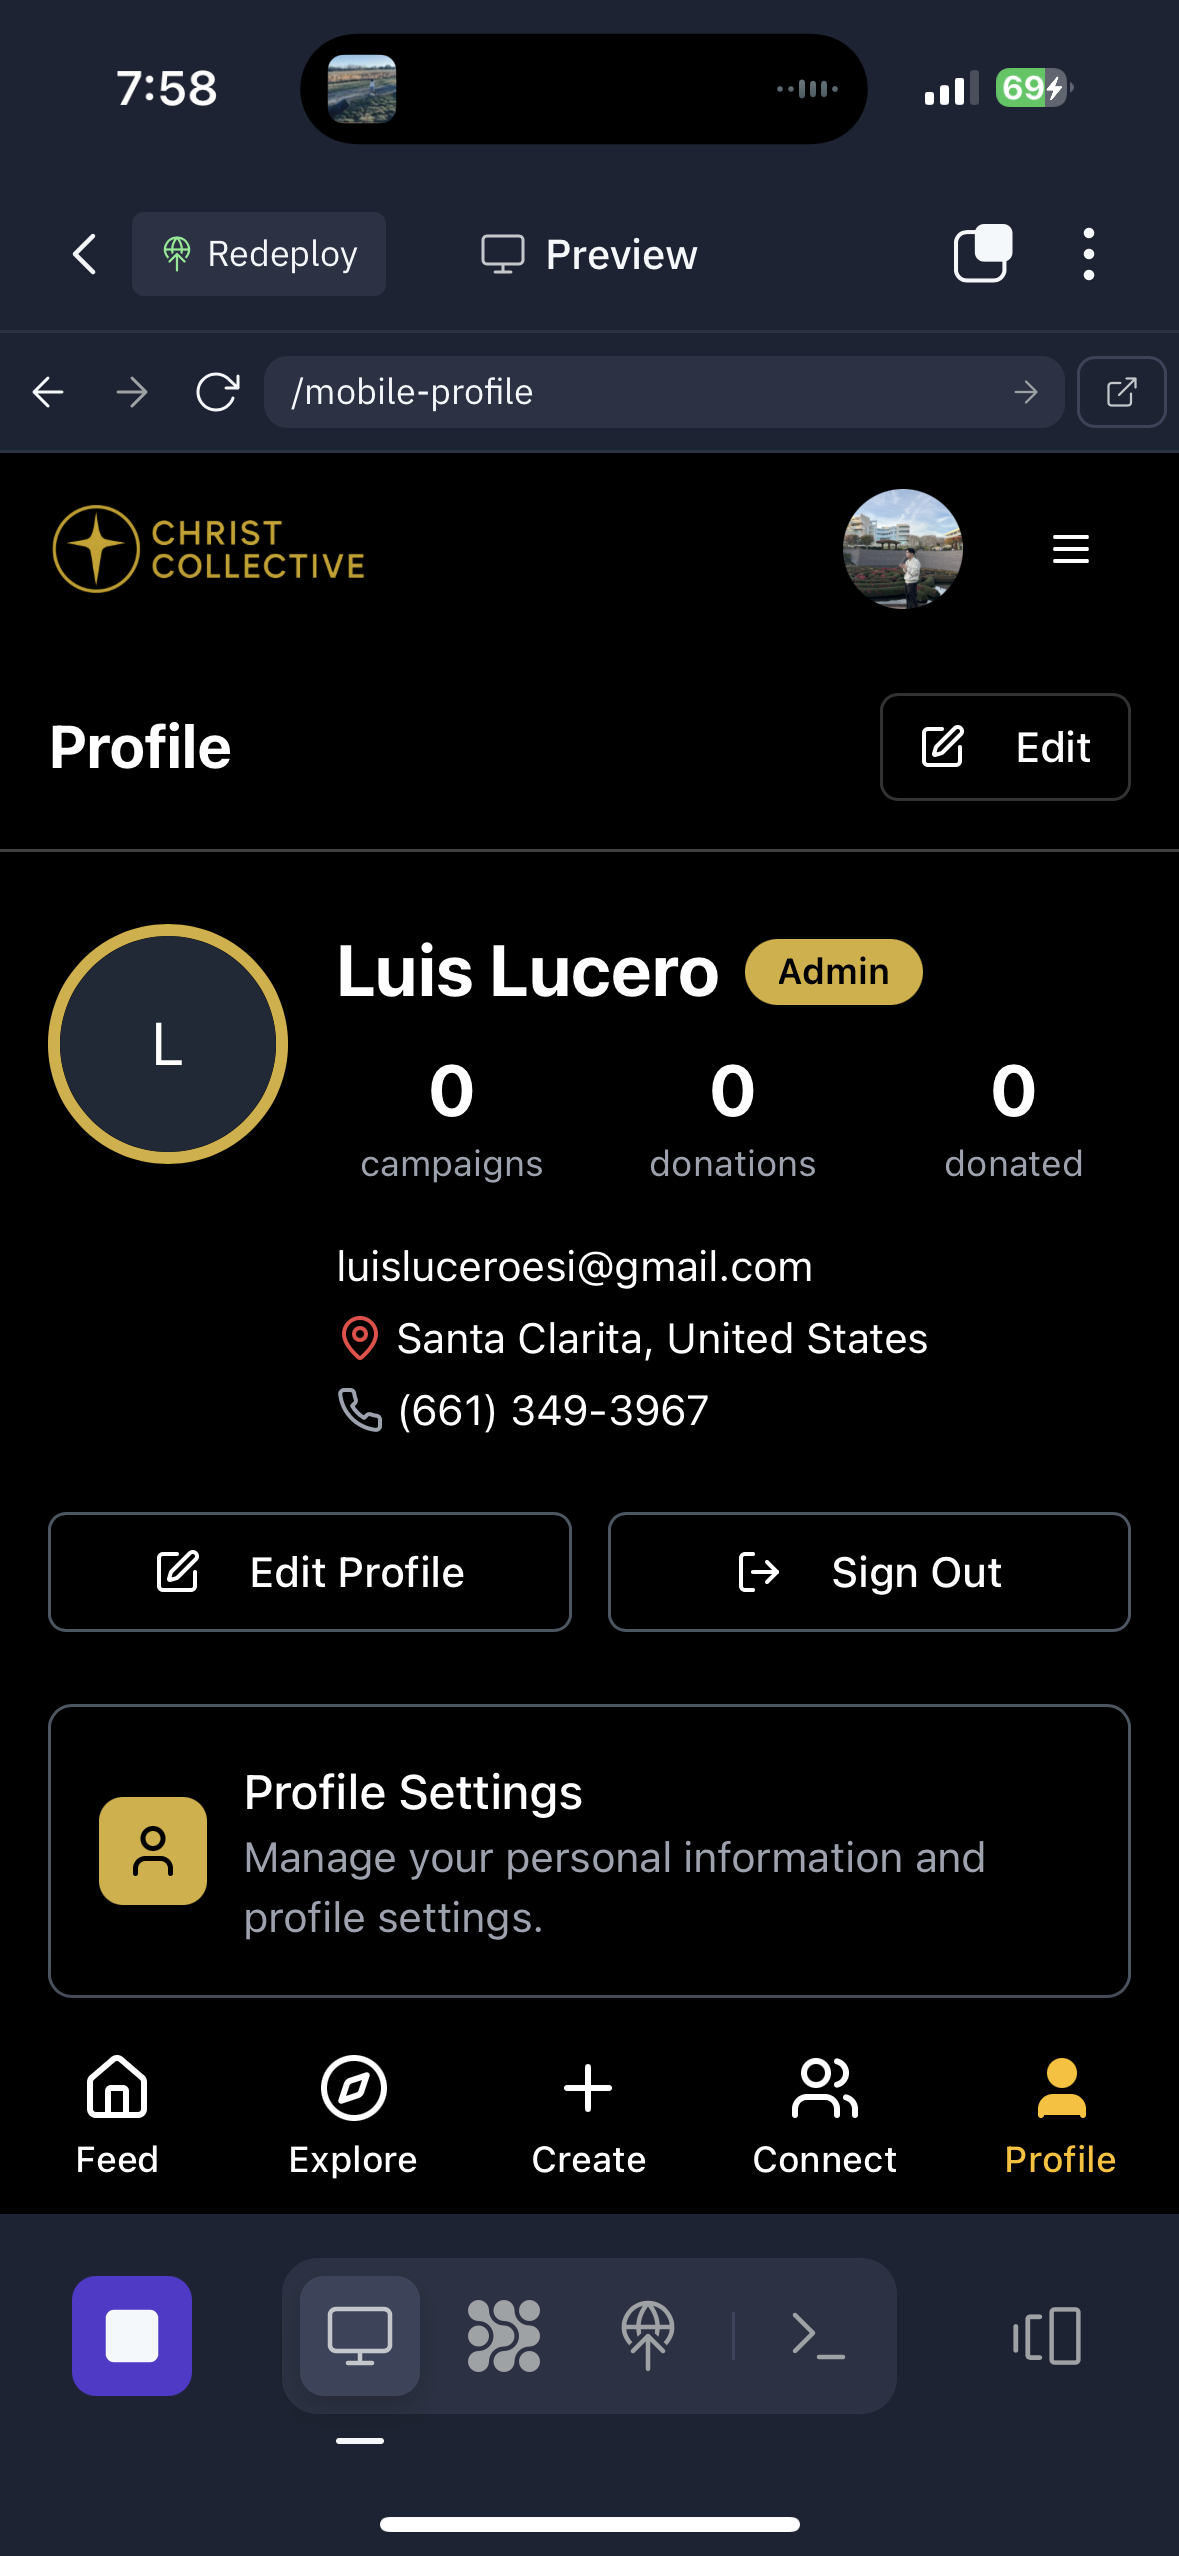 7:58
69
Redeploy
Preview
/mobile-profile
CHRIST
COLLECTIVE
Profile
Edit
L
Luis Lucero
Admin
0 0 0
campaigns donations donated
luisluceroesi@gmail.com
Santa Clarita, United States
(661) 349-3967
Edit Profile
Sign Out
Profile Settings
Manage your personal information and
profile settings.
Feed Explore Create Connect Profile